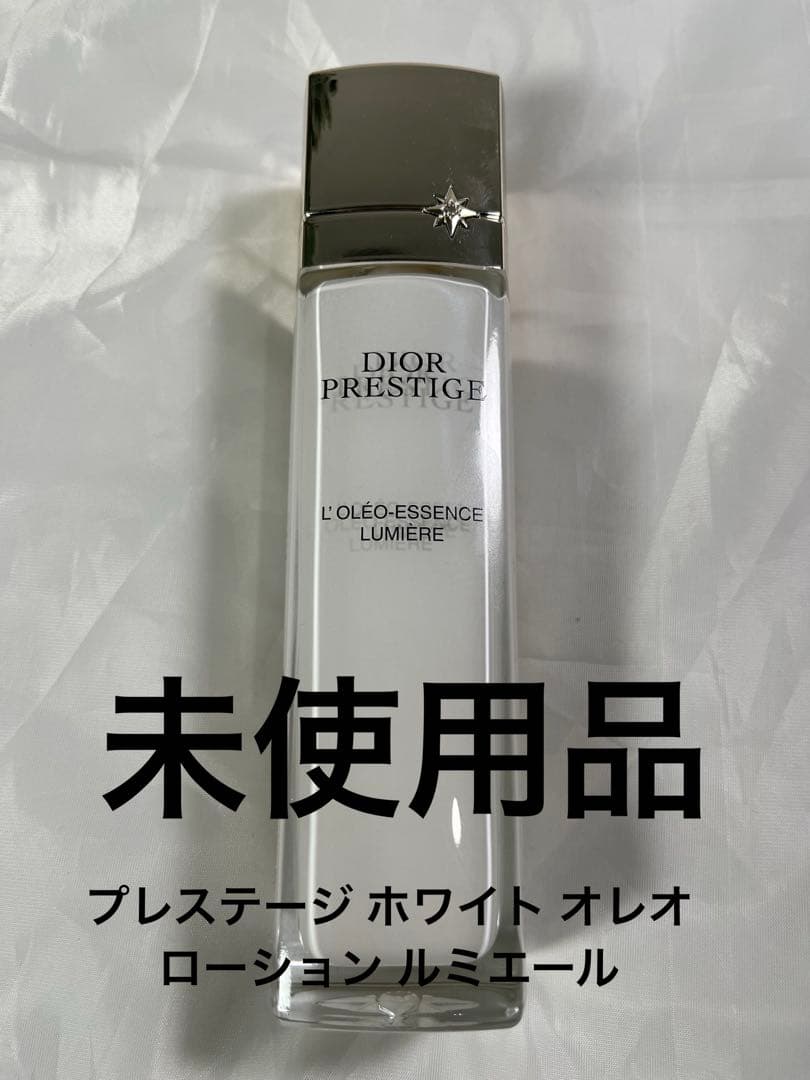 DIOR
PRESTIGE
L'OLÉO-ESSENCE
LUMIÈRE
未使用品
プレステージ ホワイト オレオ
ローション ルミエール